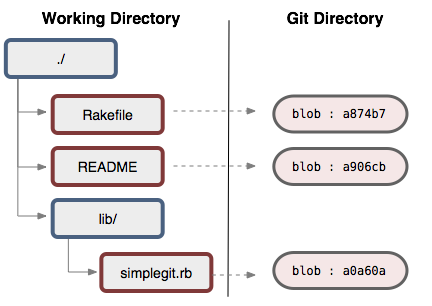 Working Directory
Git Directory
./
Rakefile
blob : a874b7
README
blob : a906cb
lib/
simplegit.rb
blob : a0a60a